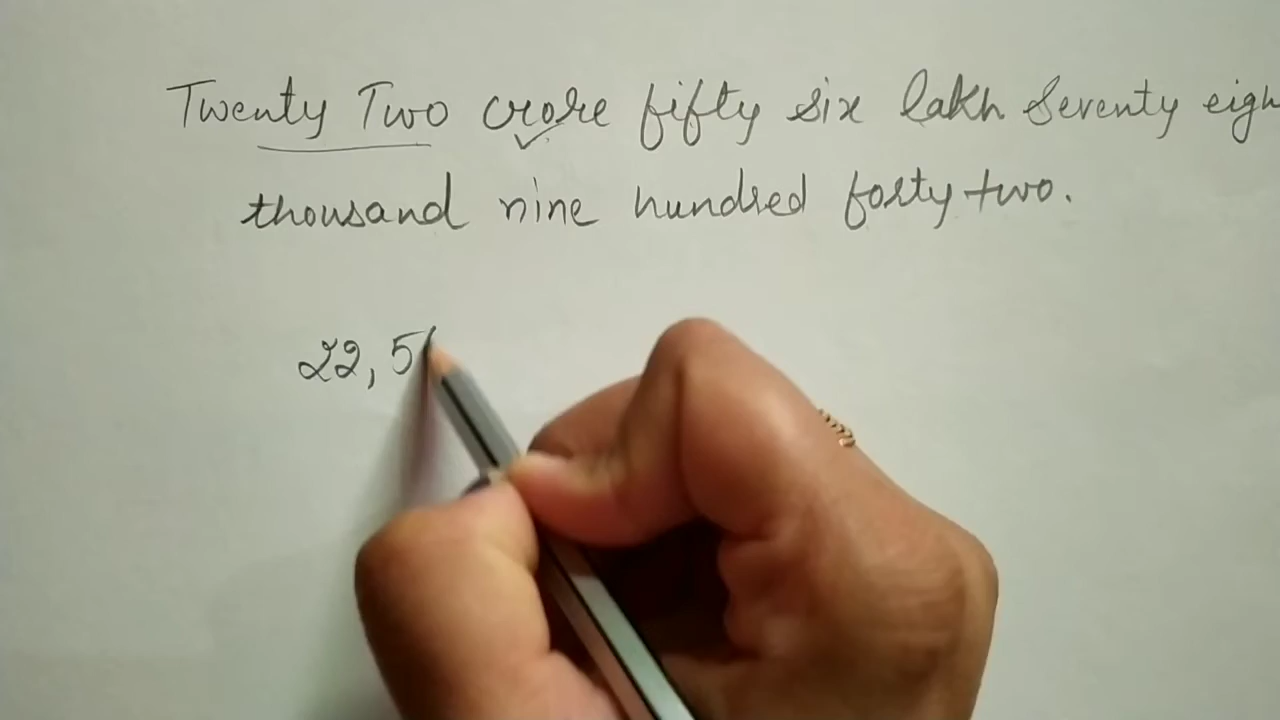 Twenty Two crore fifty six lakh seventy eigh
thousand nine hundred forty two.
22, 5